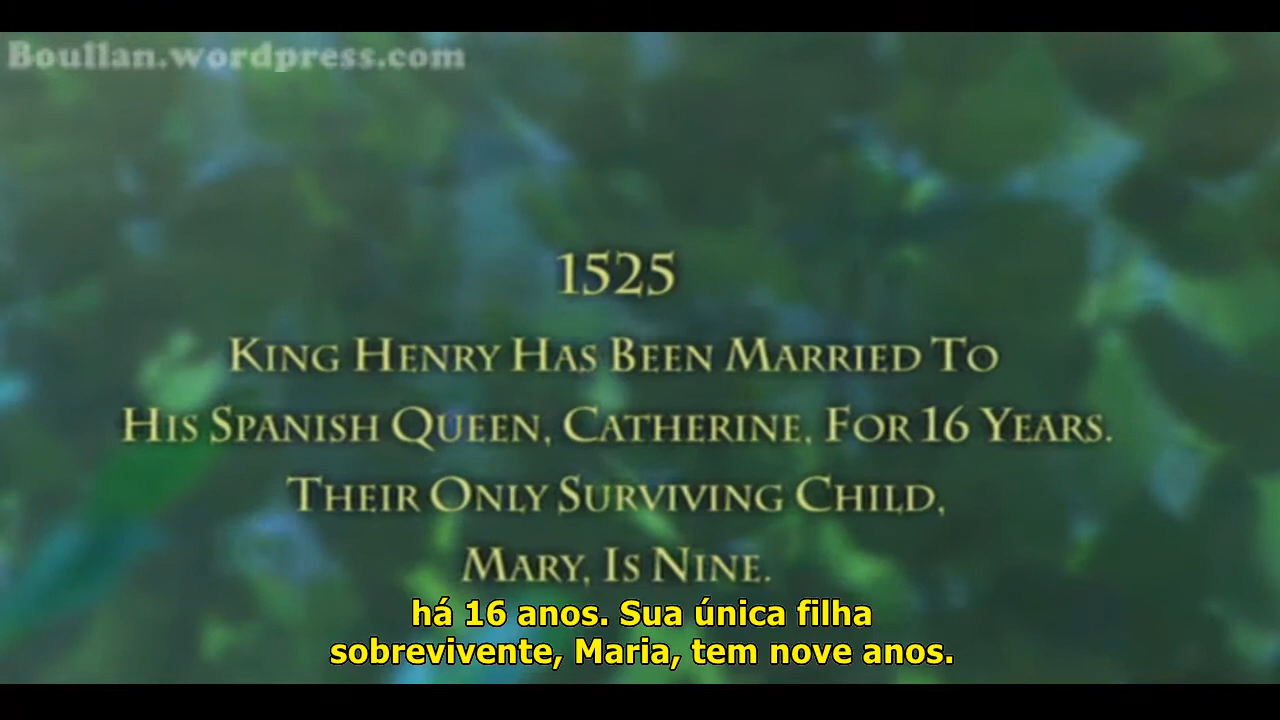 Boullan.wordpress.com
1525
King Henry Has Been Married To
His Spanish Queen, Catherine, For 16 Years.
Their Only Surviving Child,
Mary, Is Nine.
há 16 anos. Sua única filha
sobrevivente, Maria, tem nove anos.